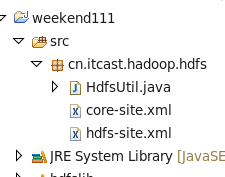 weekend111
src
cn.itcast.hadoop.hdfs
HdfsUtil.java
core-site.xml
hdfs-site.xml
JRE System Library [JavaSE